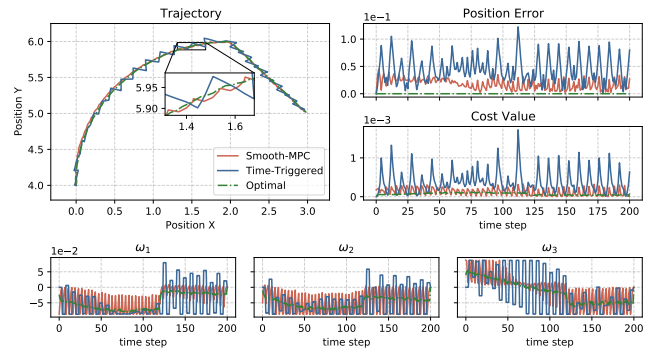 Trajectory
6.0
5.5
5.0
4.5
4.0
Position Y
0.0 0.5 1.0 1.5 2.0 2.5 3.0
Position X
5.95
5.90
1.4 1.6
Smooth-MPC
Time-Triggered
Optimal
Position Error
1e−1
1.0
0.5
0.0
Cost Value
1e−3
1
0
0 25 50 75 100 125 150 175 200
time step
ω1
1e−2
5
0
−5
0 50 100 150 200
time step
ω2
0 50 100 150 200
time step
ω3
0 50 100 150 200
time step